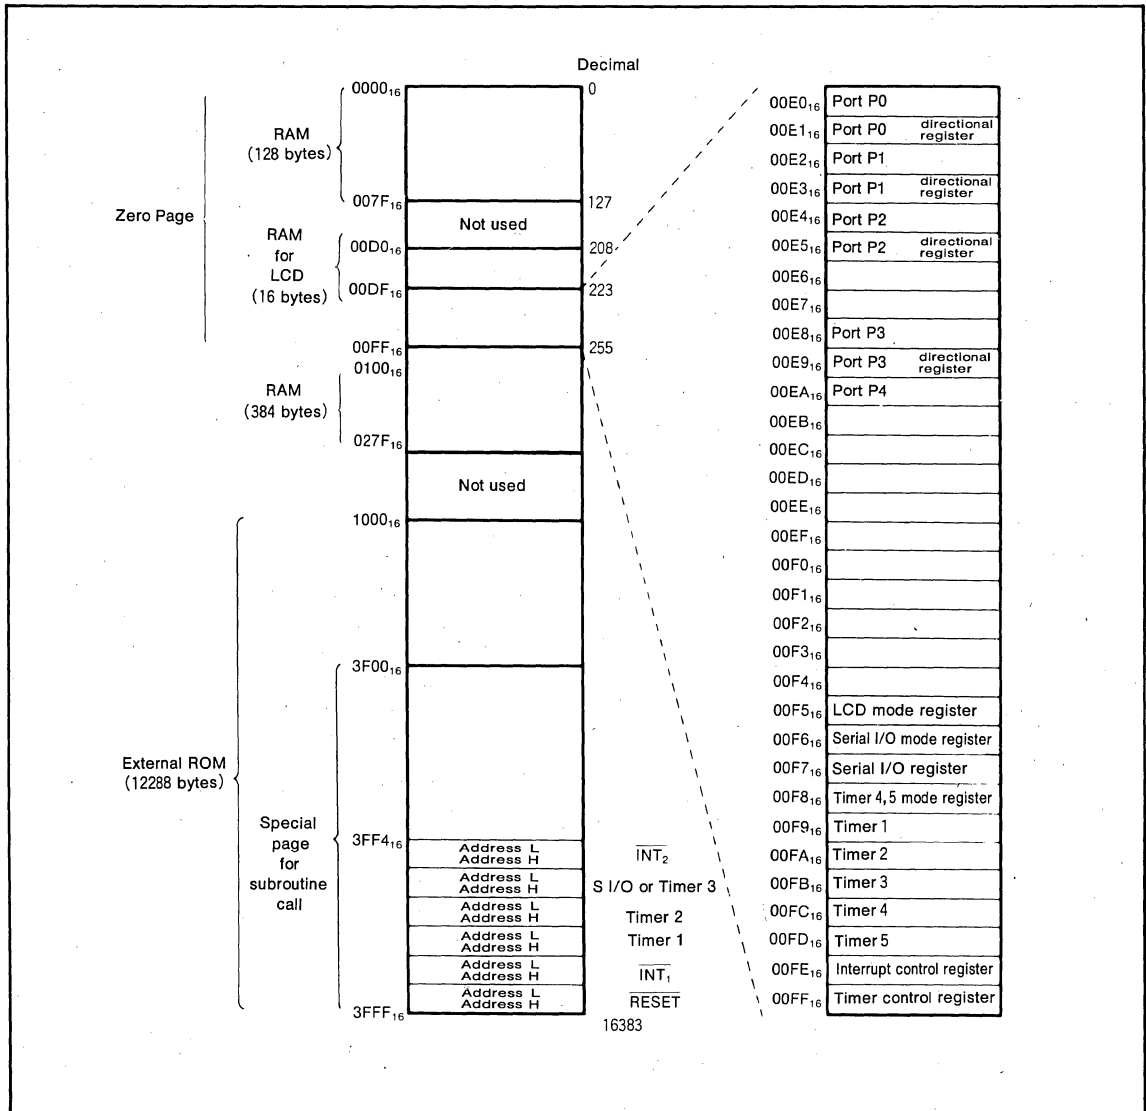 Decimal
0000₁₆
0
RAM
(128 bytes)
007F₁₆
127
Zero Page
Not used
RAM
for
LCD
(16 bytes)
00D0₁₆
208
00DF₁₆
223
00FF₁₆
255
0100₁₆
RAM
(384 bytes)
027F₁₆
Not used
1000₁₆
3F00₁₆
External ROM
(12288 bytes)
Special
page
for
subroutine
call
3FF4₁₆
Address L
Address H
INT₂
Address L
Address H
S I/O or Timer 3
Address L
Address H
Timer 2
Address L
Address H
Timer 1
Address L
Address H
INT₁
Address L
Address H
RESET
3FFF₁₆
16383
00E0₁₆ Port P0
00E1₁₆ Port P0 directional register
00E2₁₆ Port P1
00E3₁₆ Port P1 directional register
00E4₁₆ Port P2
00E5₁₆ Port P2 directional register
00E6₁₆
00E7₁₆
00E8₁₆ Port P3
00E9₁₆ Port P3 directional register
00EA₁₆ Port P4
00EB₁₆
00EC₁₆
00ED₁₆
00EE₁₆
00EF₁₆
00F0₁₆
00F1₁₆
00F2₁₆
00F3₁₆
00F4₁₆
00F5₁₆ LCD mode register
00F6₁₆ Serial I/O mode register
00F7₁₆ Serial I/O register
00F8₁₆ Timer 4, 5 mode register
00F9₁₆ Timer 1
00FA₁₆ Timer 2
00FB₁₆ Timer 3
00FC₁₆ Timer 4
00FD₁₆ Timer 5
00FE₁₆ Interrupt control register
00FF₁₆ Timer control register